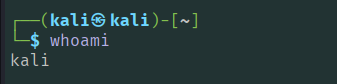 ┌──(kali㉿kali)-[~]
└─$ whoami
kali